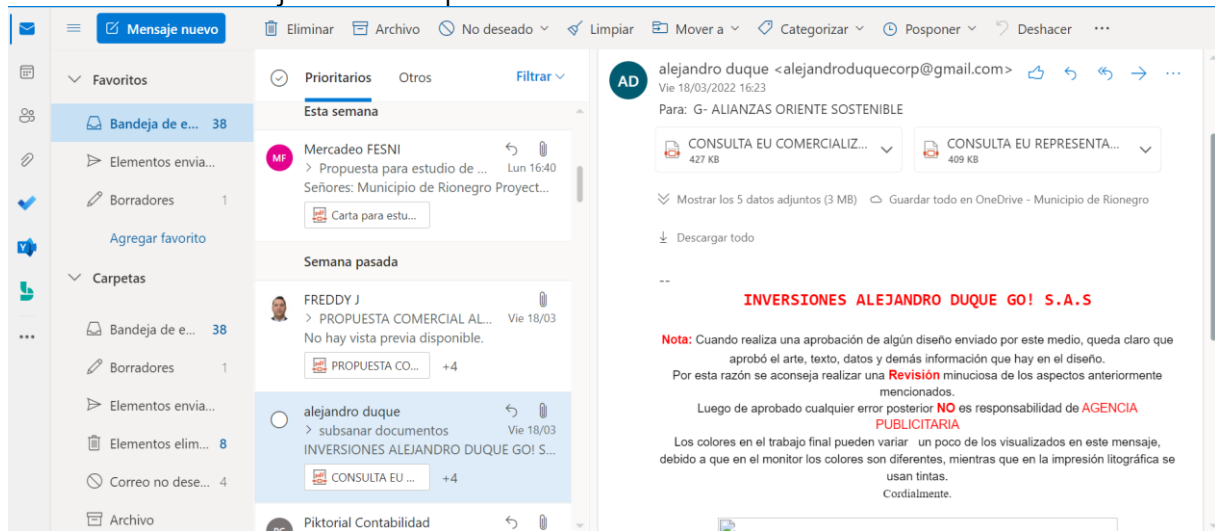 Mensaje nuevo
Eliminar Archivo No deseado Limpiar Mover a Categorizar Posponer Deshacer
Favoritos
Bandeja de e... 38
Elementos envia...
Borradores 1
Agregar favorito
Carpetas
Bandeja de e... 38
Borradores 1
Elementos envia...
Elementos elim... 8
Correo no dese... 4
Archivo
Prioritarios Otros Filtrar
Esta semana
MF
Mercadeo FESNI
> Propuesta para estudio de ... Lun 16:40
Señores: Municipio de Rionegro Proyect...
Carta para estu...
Semana pasada
FREDDY J
> PROPUESTA COMERCIAL AL... Vie 18/03
No hay vista previa disponible.
PROPUESTA CO... +4
alejandro duque
> subsanar documentos Vie 18/03
INVERSIONES ALEJANDRO DUQUE GO! S...
CONSULTA EU ... +4
Piktorial Contabilidad
AD
alejandro duque <alejandroduquecorp@gmail.com>
Vie 18/03/2022 16:23
Para: G- ALIANZAS ORIENTE SOSTENIBLE
CONSULTA EU COMERCIALIZ...
427 KB
CONSULTA EU REPRESENTA...
409 KB
Mostrar los 5 datos adjuntos (3 MB) Guardar todo en OneDrive - Municipio de Rionegro
Descargar todo
--
INVERSIONES ALEJANDRO DUQUE GO! S.A.S
Nota: Cuando realiza una aprobación de algún diseño enviado por este medio, queda claro que
aprobó el arte, texto, datos y demás información que hay en el diseño.
Por esta razón se aconseja realizar una Revisión minuciosa de los aspectos anteriormente
mencionados.
Luego de aprobado cualquier error posterior NO es responsabilidad de AGENCIA
PUBLICITARIA
Los colores en el trabajo final pueden variar un poco de los visualizados en este mensaje,
debido a que en el monitor los colores son diferentes, mientras que en la impresión litográfica se
usan tintas.
Cordialmente.